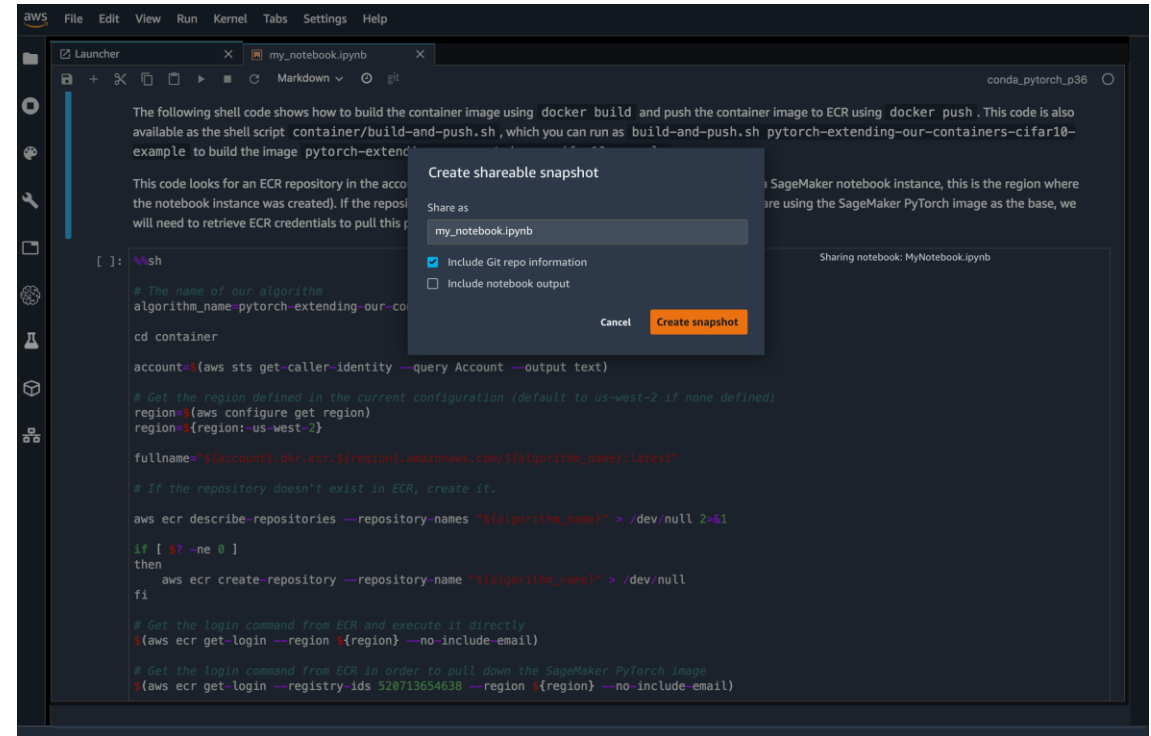 aws File Edit View Run Kernel Tabs Settings Help
Launcher my_notebook.ipynb
Markdown git conda_pytorch_p36
The following shell code shows how to build the container image using docker build and push the container image to ECR using docker push . This code is also
available as the shell script container/build-and-push.sh , which you can run as build-and-push.sh pytorch-extending-our-containers-cifar10-
example to build the image pytorch-extend
This code looks for an ECR repository in the acco SageMaker notebook instance, this is the region where
the notebook instance was created). If the reposi are using the SageMaker PyTorch image as the base, we
will need to retrieve ECR credentials to pull this p
Create shareable snapshot
Share as
my_notebook.ipynb
Include Git repo information
Include notebook output
Cancel Create snapshot
Sharing notebook: MyNotebook.ipynb
[ ]: %%sh
# The name of our algorithm
algorithm_name=pytorch-extending-our-co
cd container
account=$(aws sts get-caller-identity --query Account --output text)
# Get the region defined in the current configuration (default to us-west-2 if none defined)
region=$(aws configure get region)
region=${region:-us-west-2}
fullname="${account}.dkr.ecr.${region}.amazonaws.com/${algorithm_name}:latest"
# If the repository doesn't exist in ECR, create it.
aws ecr describe-repositories --repository-names "${algorithm_name}" > /dev/null 2>&1
if [ $? -ne 0 ]
then
aws ecr create-repository --repository-name "${algorithm_name}" > /dev/null
fi
# Get the login command from ECR and execute it directly
$(aws ecr get-login --region ${region} --no-include-email)
# Get the login command from ECR in order to pull down the SageMaker PyTorch image
$(aws ecr get-login --registry-ids 520713654638 --region ${region} --no-include-email)